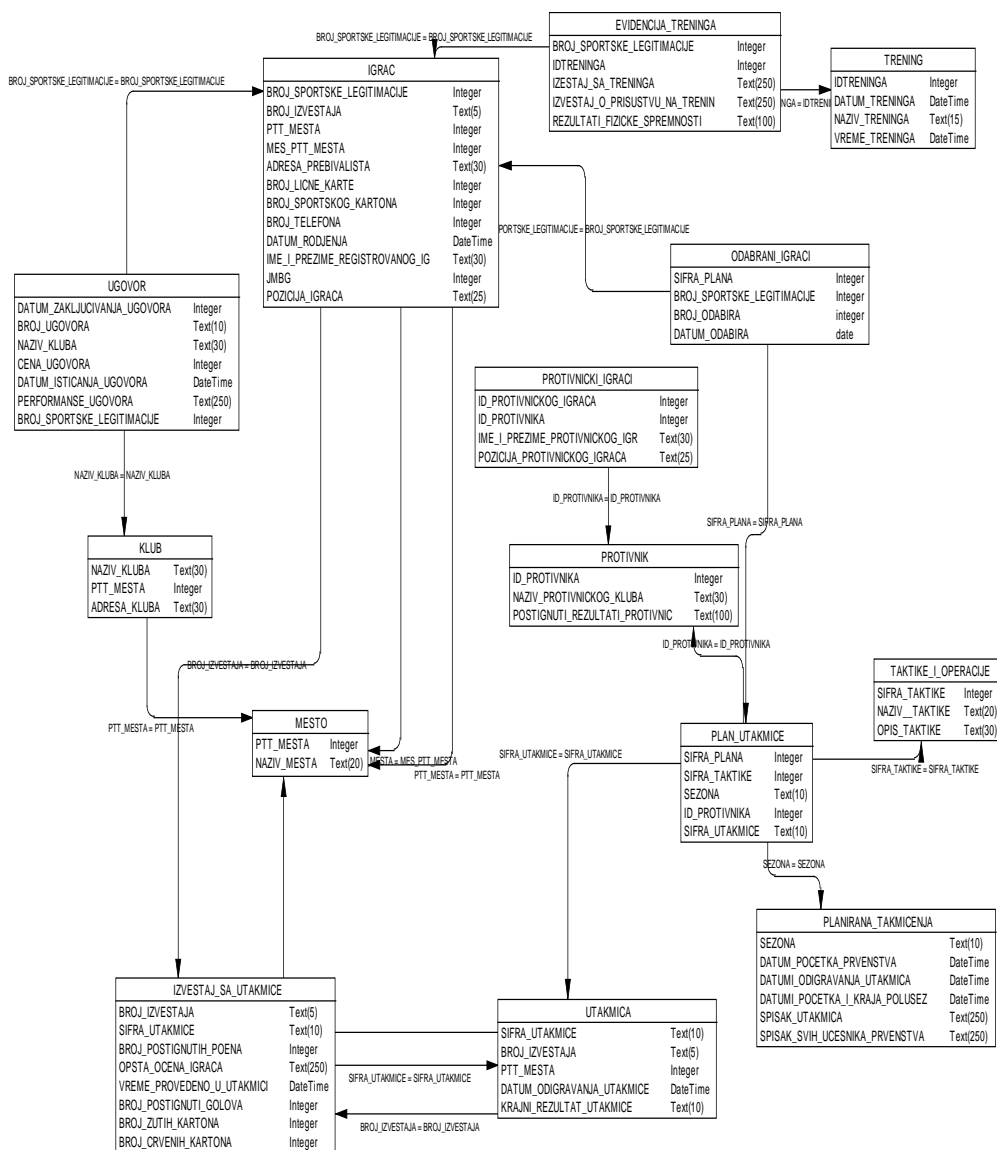 EVIDENCIJA_TRENINGA
BROJ_SPORTSKE_LEGITIMACIJE Integer
IDTRENINGA Integer
IZESTAJ_SA_TRENINGA Text(250)
IZVESTAJ_O_PRISUSTVU_NA_TRENIN Text(250)
REZULTATI_FIZICKE_SPREMNOSTI Text(100)
BROJ_SPORTSKE_LEGITIMACIJE = BROJ_SPORTSKE_LEGITIMACIJE
TRENING
IDTRENINGA Integer
DATUM_TRENINGA DateTime
NAZIV_TRENINGA Text(15)
VREME_TRENINGA DateTime
NGA = IDTRENI
BROJ_SPORTSKE_LEGITIMACIJE = BROJ_SPORTSKE_LEGITIMACIJE
IGRAC
BROJ_SPORTSKE_LEGITIMACIJE Integer
BROJ_IZVESTAJA Text(5)
PTT_MESTA Integer
MES_PTT_MESTA Integer
ADRESA_PREBIVALISTA Text(30)
BROJ_LICNE_KARTE Integer
BROJ_SPORTSKOG_KARTONA Integer
BROJ_TELEFONA Integer
DATUM_RODJENJA DateTime
IME_I_PREZIME_REGISTROVANOG_IG Text(30)
JMBG Integer
POZICIJA_IGRACA Text(25)
PORTSKE_LEGITIMACIJE = BROJ_SPORTSKE_LEGITIMACIJE
ODABRANI_IGRACI
SIFRA_PLANA Integer
BROJ_SPORTSKE_LEGITIMACIJE Integer
BROJ_ODABIRA integer
DATUM_ODABIRA date
UGOVOR
DATUM_ZAKLJUCIVANJA_UGOVORA Integer
BROJ_UGOVORA Text(10)
NAZIV_KLUBA Text(30)
CENA_UGOVORA Integer
DATUM_ISTICANJA_UGOVORA DateTime
PERFORMANSE_UGOVORA Text(250)
BROJ_SPORTSKE_LEGITIMACIJE Integer
PROTIVNICKI_IGRACI
ID_PROTIVNICKOG_IGRACA Integer
ID_PROTIVNIKA Integer
IME_I_PREZIME_PROTIVNICKOG_IGR Text(30)
POZICIJA_PROTIVNICKOG_IGRACA Text(25)
NAZIV_KLUBA = NAZIV_KLUBA
ID_PROTIVNIKA = ID_PROTIVNIKA
SIFRA_PLANA = SIFRA_PLANA
KLUB
NAZIV_KLUBA Text(30)
PTT_MESTA Integer
ADRESA_KLUBA Text(30)
PROTIVNIK
ID_PROTIVNIKA Integer
NAZIV_PROTIVNICKOG_KLUBA Text(30)
POSTIGNUTI_REZULTATI_PROTIVNIC Text(100)
ID_PROTIVNIKA = ID_PROTIVNIKA
BROJ_IZVESTAJA = BROJ_IZVESTAJA
TAKTIKE_I_OPERACIJE
SIFRA_TAKTIKE Integer
NAZIV__TAKTIKE Text(20)
OPIS_TAKTIKE Text(30)
PTT_MESTA = PTT_MESTA
MESTO
PTT_MESTA Integer
NAZIV_MESTA Text(20)
MESTA = MES_PTT_MESTA
PTT_MESTA = PTT_MESTA
SIFRA_UTAKMICE = SIFRA_UTAKMICE
PLAN_UTAKMICE
SIFRA_PLANA Integer
SIFRA_TAKTIKE Integer
SEZONA Text(10)
ID_PROTIVNIKA Integer
SIFRA_UTAKMICE Text(10)
SIFRA_TAKTIKE = SIFRA_TAKTIKE
SEZONA = SEZONA
PLANIRANA_TAKMICENJA
SEZONA Text(10)
DATUM_POCETKA_PRVENSTVA DateTime
DATUMI_ODIGRAVANJA_UTAKMICA DateTime
DATUMI_POCETKA_I_KRAJA_POLUSEZ DateTime
SPISAK_UTAKMICA Text(250)
SPISAK_SVIH_UCESNIKA_PRVENSTVA Text(250)
IZVESTAJ_SA_UTAKMICE
BROJ_IZVESTAJA Text(5)
SIFRA_UTAKMICE Text(10)
BROJ_POSTIGNUTIH_POENA Integer
OPSTA_OCENA_IGRACA Text(250)
VREME_PROVEDENO_U_UTAKMICI DateTime
BROJ_POSTIGNUTI_GOLOVA Integer
BROJ_ZUTIH_KARTONA Integer
BROJ_CRVENIH_KARTONA Integer
SIFRA_UTAKMICE = SIFRA_UTAKMICE
BROJ_IZVESTAJA = BROJ_IZVESTAJA
UTAKMICA
SIFRA_UTAKMICE Text(10)
BROJ_IZVESTAJA Text(5)
PTT_MESTA Integer
DATUM_ODIGRAVANJA_UTAKMICE DateTime
KRAJNI_REZULTAT_UTAKMICE Text(10)